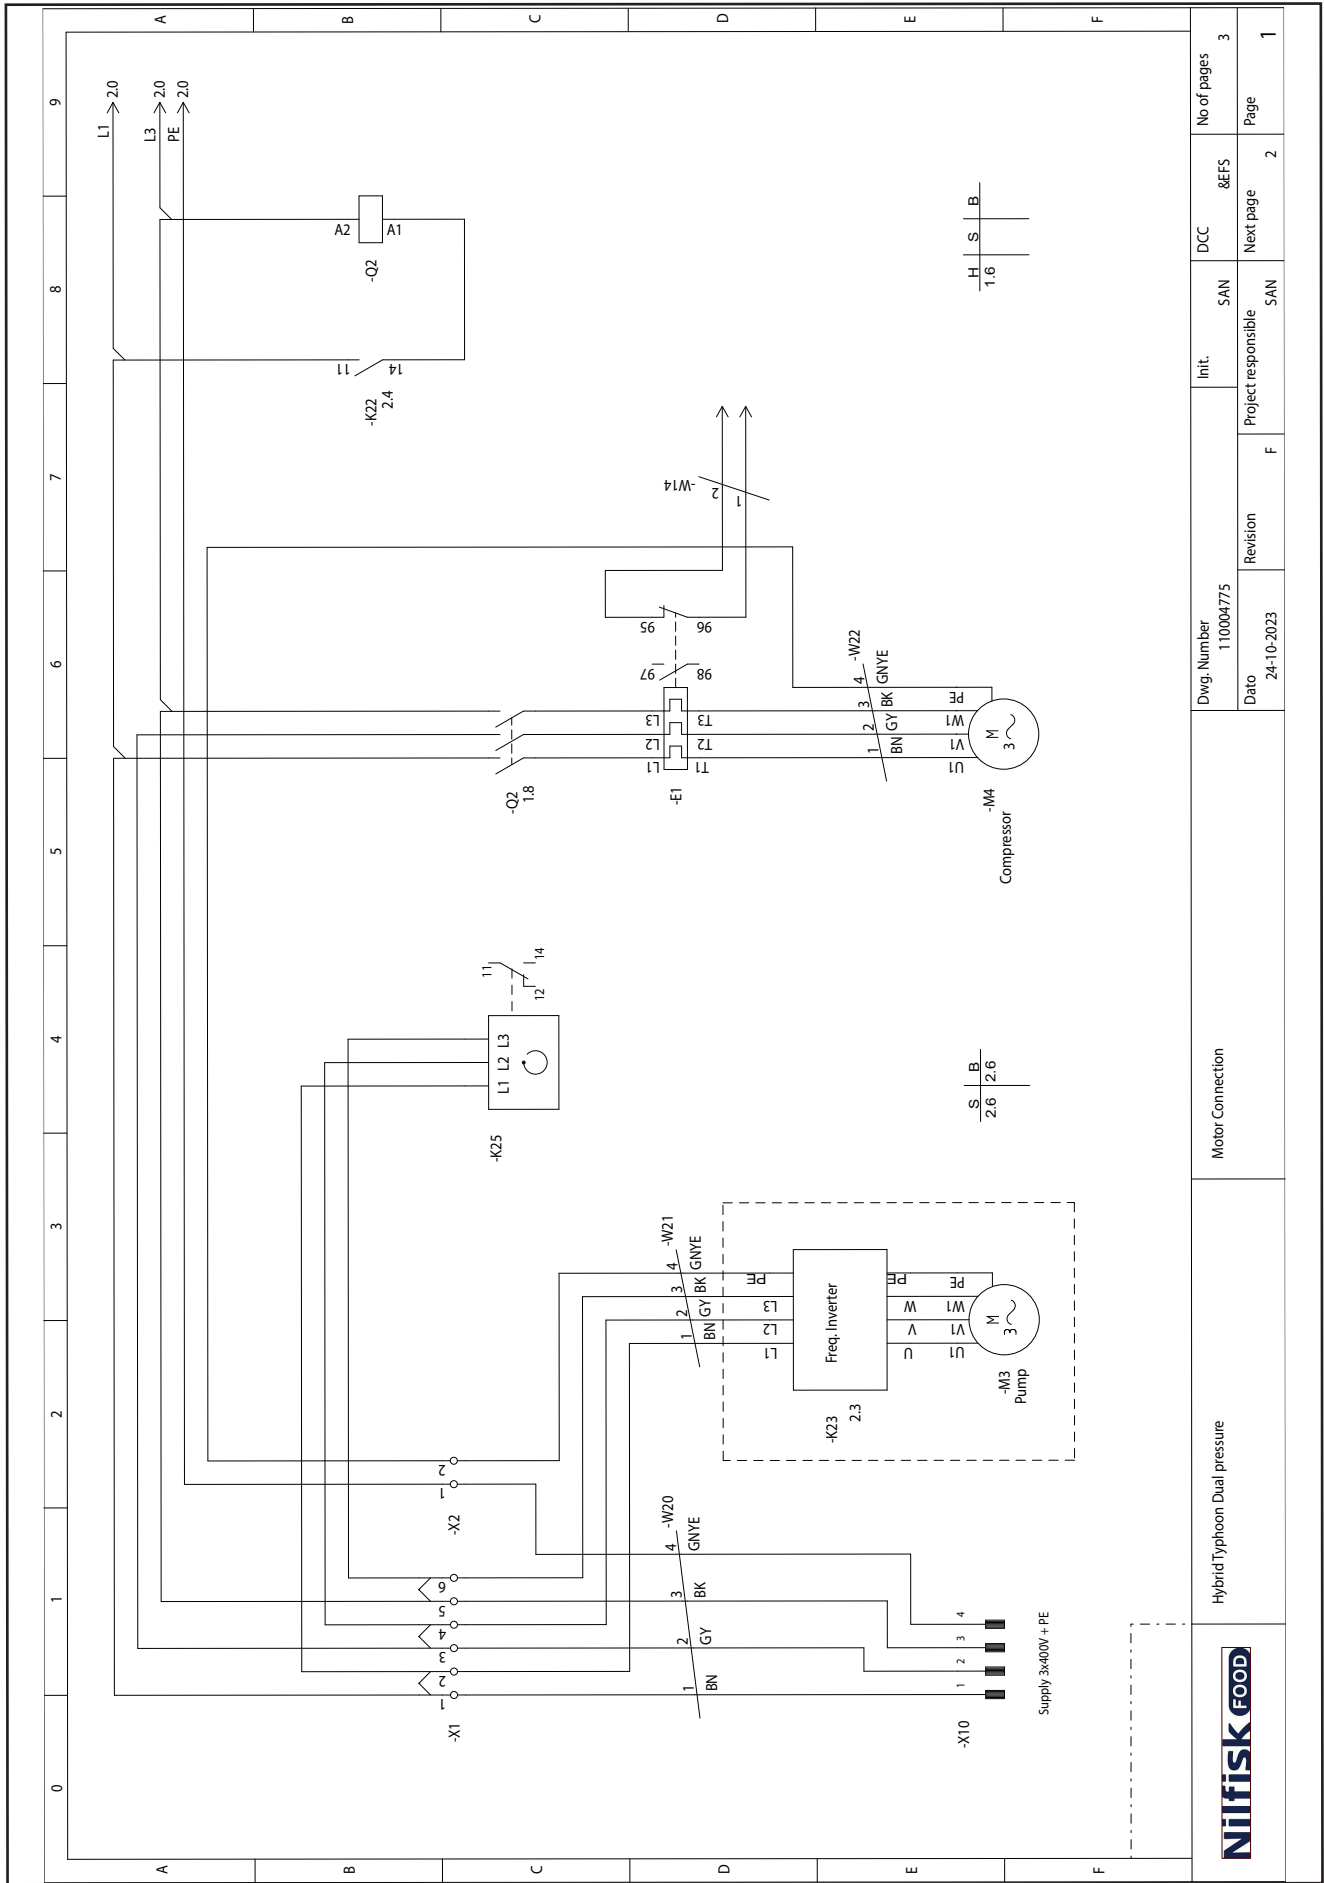 0 1 2 3 4 5 6 7 8 9
A
B
C
D
E
F
A
B
C
D
E
F
L1 2.0
L3 2.0
PE 2.0
-X1
1 2 3 4 5 6
-X2
1 2
-W20
1 2 3 4
BN GY BK GNYE
-X10
1 2 3 4
Supply 3x400V + PE
-W21
1 2 3 4
BN GY BK GNYE
L1 L2 L3 PE
-K23
2.3
Freq. Inverter
U V W PE
U1 V1 W1 PE
-M3
Pump
M
3
-K25
L1 L2 L3
11
12
14
S B
2.6 2.6
-Q2
1.8
-E1
L1 L2 L3
T1 T2 T3
97
98
95
96
-W14
2
1
-W22
1 2 3 4
BN GY BK GNYE
U1 V1 W1 PE
-M4
Compressor
M
3
-K22
2.4
11
14
-Q2
A2
A1
H S B
1.6
Nilfisk FOOD
Hybrid Typhoon Dual pressure
Motor Connection
Dwg. Number
110004775
Init.
SAN
DCC
&EFS
No of pages
3
Dato
24-10-2023
Revision
F
Project responsible
SAN
Next page
2
Page
1